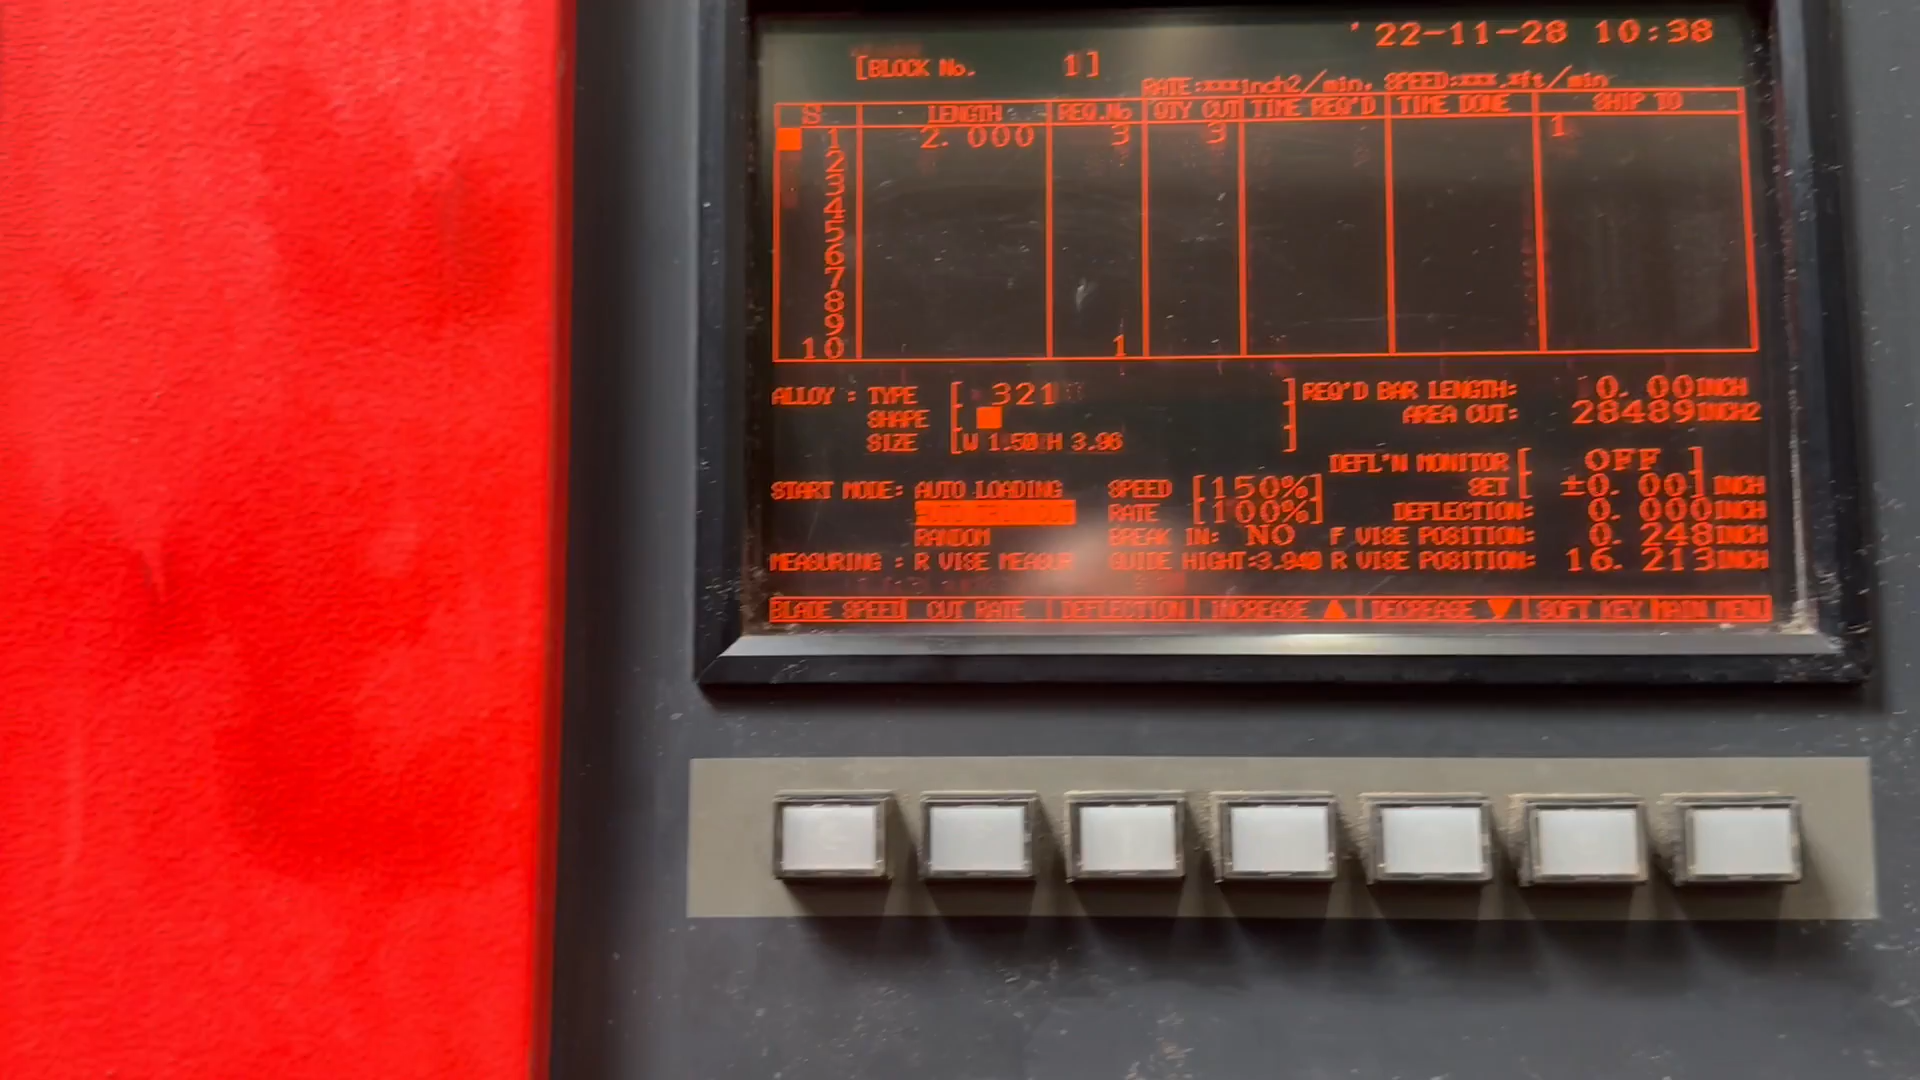 '22-11-28 10:38
[BLOCK No. 1]
RATE:xxxinch2/min, SPEED:xxx.xft/min
S LENGTH REQ.No QTY CUT TIME REQ'D TIME DONE SHIP TO
1 2.000 3 3 1
2
3
4
5
6
7
8
9
10 1
ALLOY : TYPE [ 321 ] REQ'D BAR LENGTH: 0.00INCH
SHAPE [ ] AREA CUT: 28489INCH2
SIZE [W 1.50 H 3.96 ]
DEFL'N MONITOR [ OFF ]
START MODE: AUTO LOADING SPEED [150%] SET [ ±0.00] INCH
AUTO RATE [100%] DEFLECTION: 0.000INCH
RANDOM BREAK IN: NO F VISE POSITION: 0.248INCH
MEASURING : R VISE MEASUR GUIDE HIGHT:3.940 R VISE POSITION: 16.213INCH
BLADE SPEED CUT RATE DEFLECTION INCREASE ▲ DECREASE ▼ SOFT KEY MAIN MENU